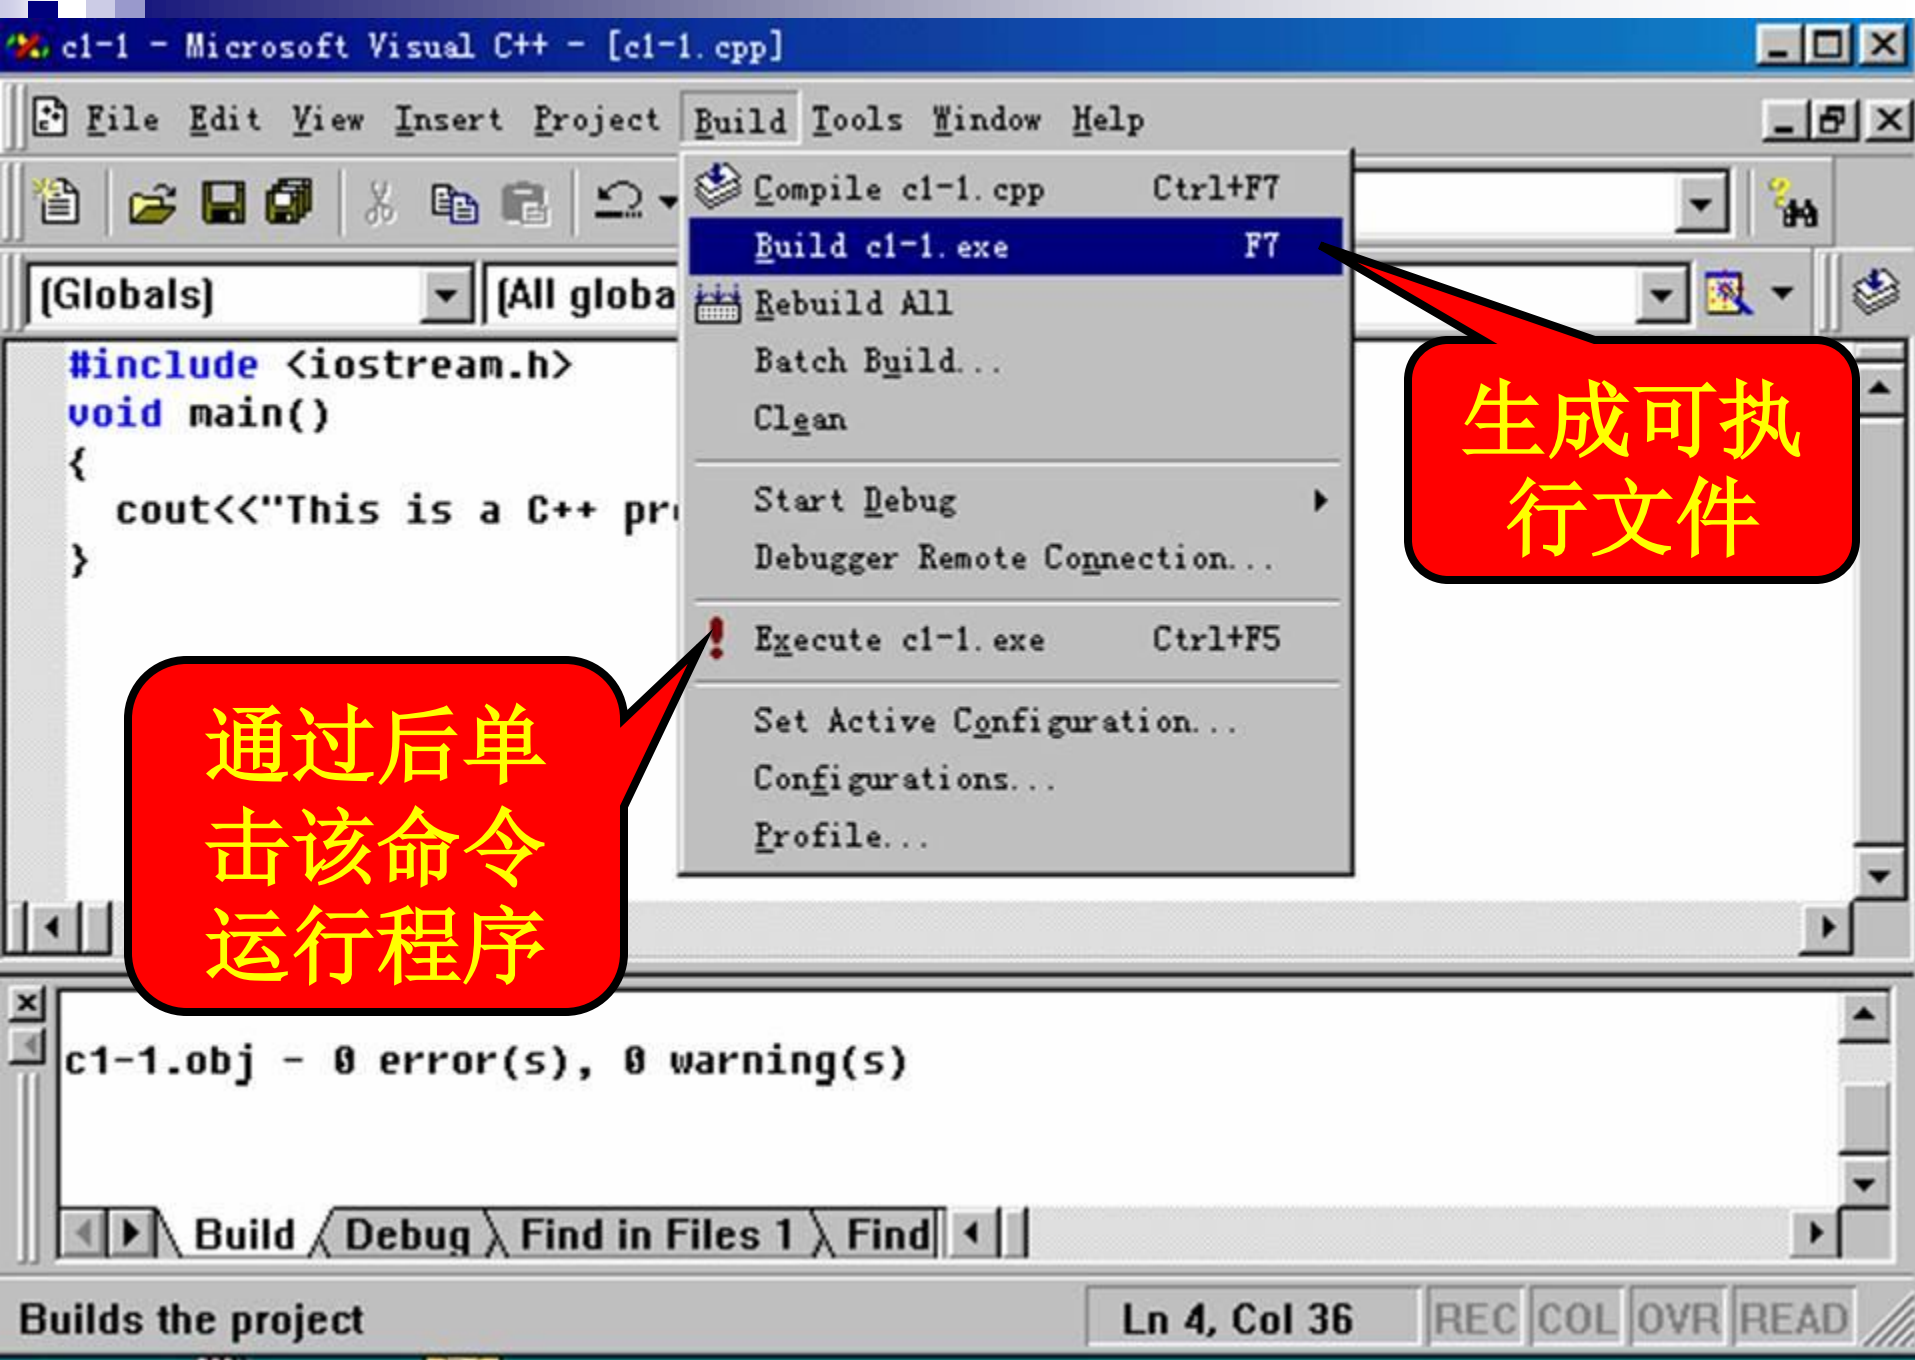 c1-1 - Microsoft Visual C++ - [c1-1.cpp]
File Edit View Insert Project Build Tools Window Help
Compile c1-1.cpp Ctrl+F7
Build c1-1.exe F7
(Globals) (All globa
Rebuild All
#include <iostream.h>
Batch Build...
void main()
Clean
{
cout<<"This is a C++ pr
Start Debug
}
Debugger Remote Connection...
Execute c1-1.exe Ctrl+F5
Set Active Configuration...
Configurations...
Profile...
生成可执
行文件
通过后单
击该命令
运行程序
c1-1.obj - 0 error(s), 0 warning(s)
Build Debug Find in Files 1 Find
Builds the project Ln 4, Col 36 REC COL OVR READ